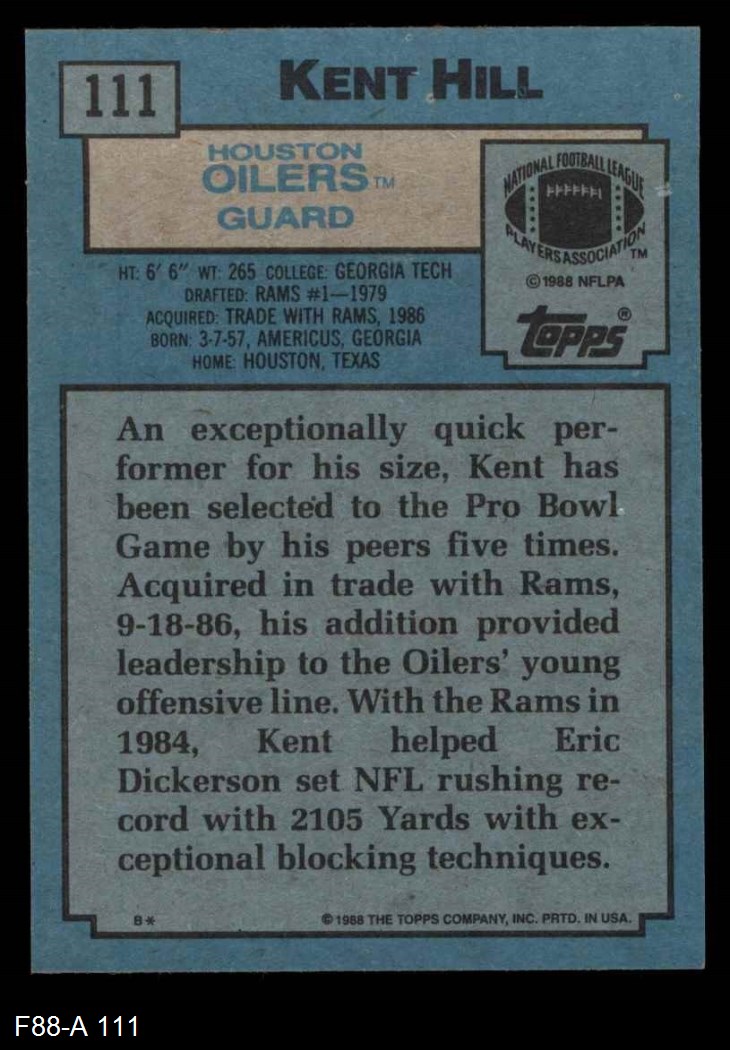 111
KENT HILL
HOUSTON
OILERS™
GUARD
NATIONAL FOOTBALL LEAGUE
PLAYERS ASSOCIATION™
©1988 NFLPA
topps®
HT: 6' 6" WT: 265 COLLEGE: GEORGIA TECH
DRAFTED: RAMS #1—1979
ACQUIRED: TRADE WITH RAMS, 1986
BORN: 3-7-57, AMERICUS, GEORGIA
HOME: HOUSTON, TEXAS
An exceptionally quick per-
former for his size, Kent has
been selected to the Pro Bowl
Game by his peers five times.
Acquired in trade with Rams,
9-18-86, his addition provided
leadership to the Oilers' young
offensive line. With the Rams in
1984, Kent helped Eric
Dickerson set NFL rushing re-
cord with 2105 Yards with ex-
ceptional blocking techniques.
B*
© 1988 THE TOPPS COMPANY, INC. PRTD. IN USA.
F88-A 111